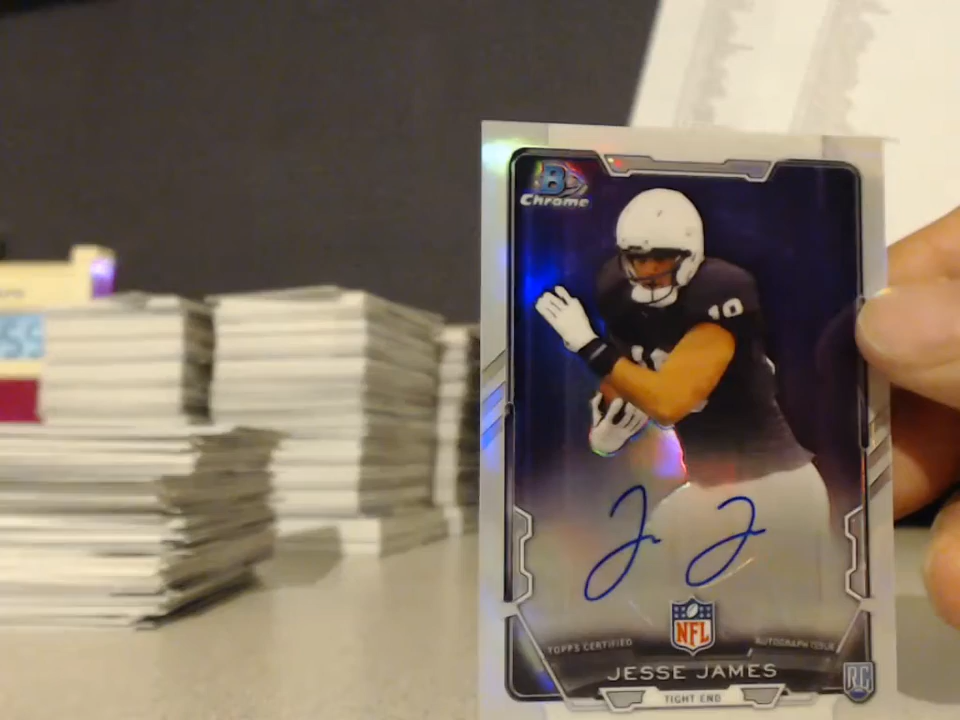 B
Chrome
10
J J
NFL
TOPPS CERTIFIED
AUTOGRAPH ISSUE
JESSE JAMES
RC
TIGHT END